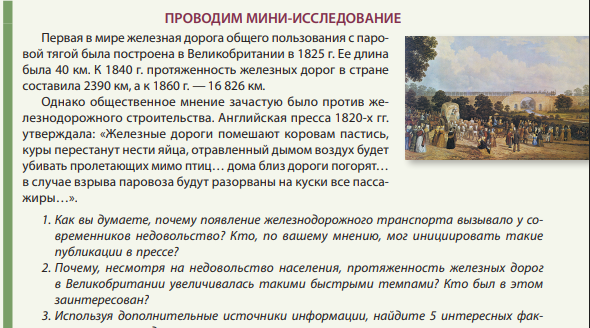 ПРОВОДИМ МИНИ-ИССЛЕДОВАНИЕ
Первая в мире железная дорога общего пользования с паро-
вой тягой была построена в Великобритании в 1825 г. Ее длина
была 40 км. К 1840 г. протяженность железных дорог в стране
составила 2390 км, а к 1860 г. — 16 826 км.
Однако общественное мнение зачастую было против же-
лезнодорожного строительства. Английская пресса 1820-х гг.
утверждала: «Железные дороги помешают коровам пастись,
куры перестанут нести яйца, отравленный дымом воздух будет
убивать пролетающих мимо птиц… дома близ дороги погорят…
в случае взрыва паровоза будут разорваны на куски все пасса-
жиры…».
1. Как вы думаете, почему появление железнодорожного транспорта вызывало у со-
временников недовольство? Кто, по вашему мнению, мог инициировать такие
публикации в прессе?
2. Почему, несмотря на недовольство населения, протяженность железных дорог
в Великобритании увеличивалась такими быстрыми темпами? Кто был в этом
заинтересован?
3. Используя дополнительные источники информации, найдите 5 интересных фак-